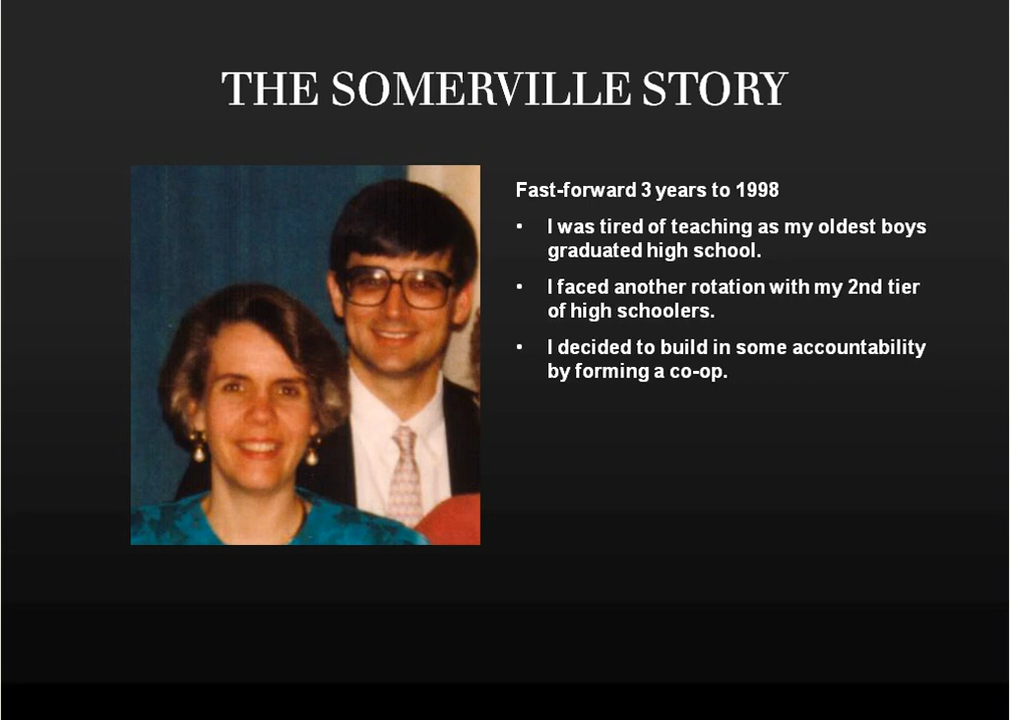 THE SOMERVILLE STORY
Fast-forward 3 years to 1998
• I was tired of teaching as my oldest boys
graduated high school.
• I faced another rotation with my 2nd tier
of high schoolers.
• I decided to build in some accountability
by forming a co-op.